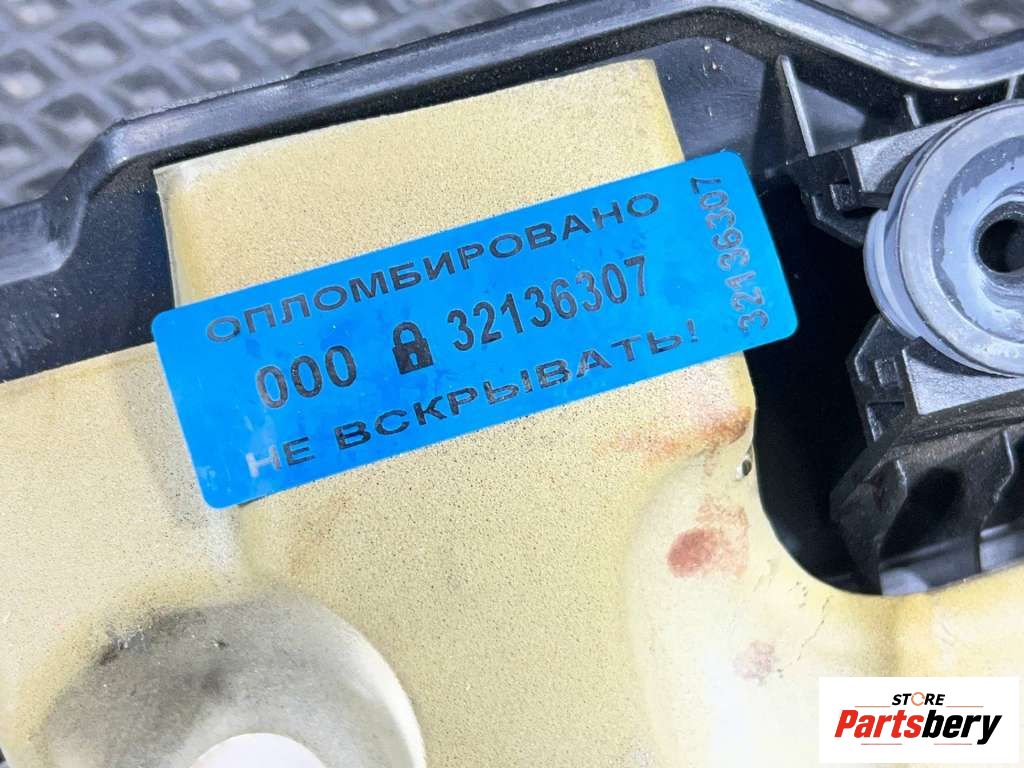 ОПЛОМБИРОВАНО
000 32136307
НЕ ВСКРЫВАТЬ!
32136307
STORE
Partsbery